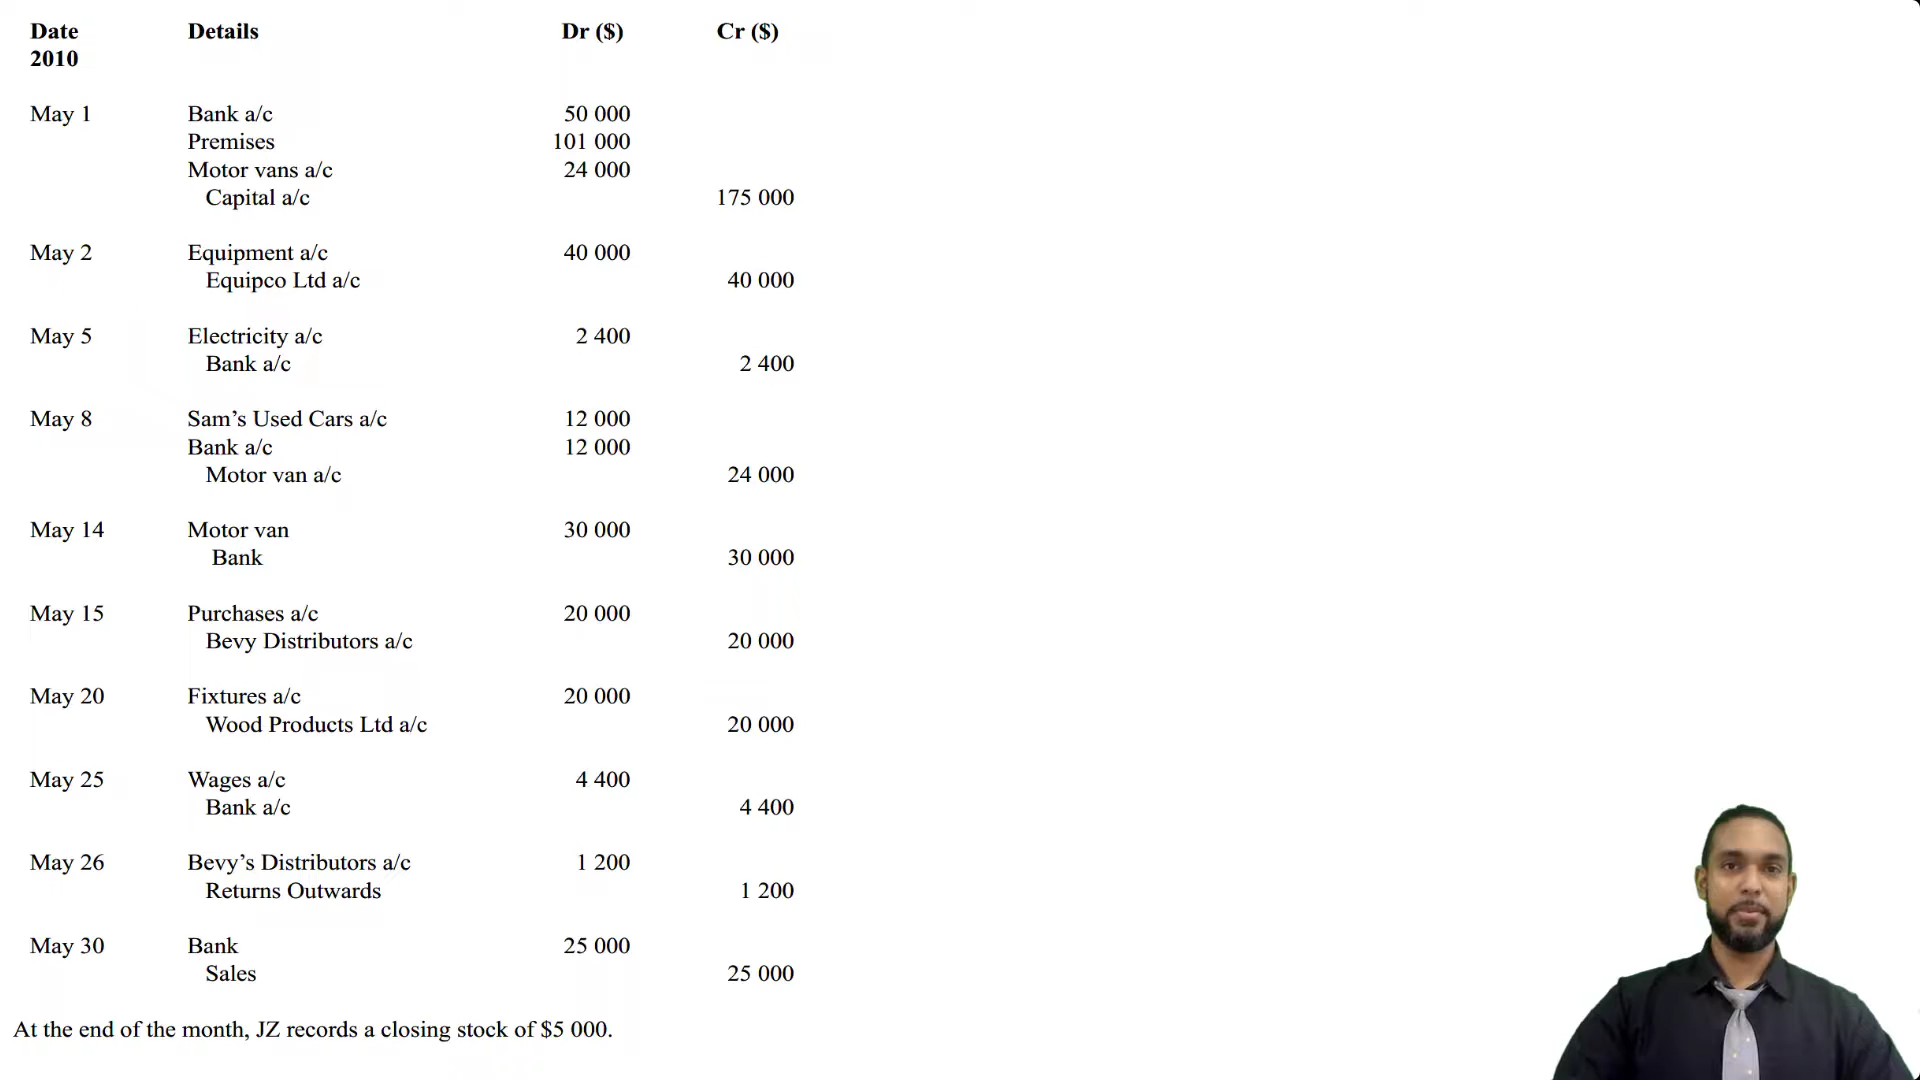 Date Details Dr ($) Cr ($)
2010
May 1 Bank a/c 50 000
Premises 101 000
Motor vans a/c 24 000
Capital a/c 175 000
May 2 Equipment a/c 40 000
Equipco Ltd a/c 40 000
May 5 Electricity a/c 2 400
Bank a/c 2 400
May 8 Sam’s Used Cars a/c 12 000
Bank a/c 12 000
Motor van a/c 24 000
May 14 Motor van 30 000
Bank 30 000
May 15 Purchases a/c 20 000
Bevy Distributors a/c 20 000
May 20 Fixtures a/c 20 000
Wood Products Ltd a/c 20 000
May 25 Wages a/c 4 400
Bank a/c 4 400
May 26 Bevy’s Distributors a/c 1 200
Returns Outwards 1 200
May 30 Bank 25 000
Sales 25 000
At the end of the month, JZ records a closing stock of $5 000.